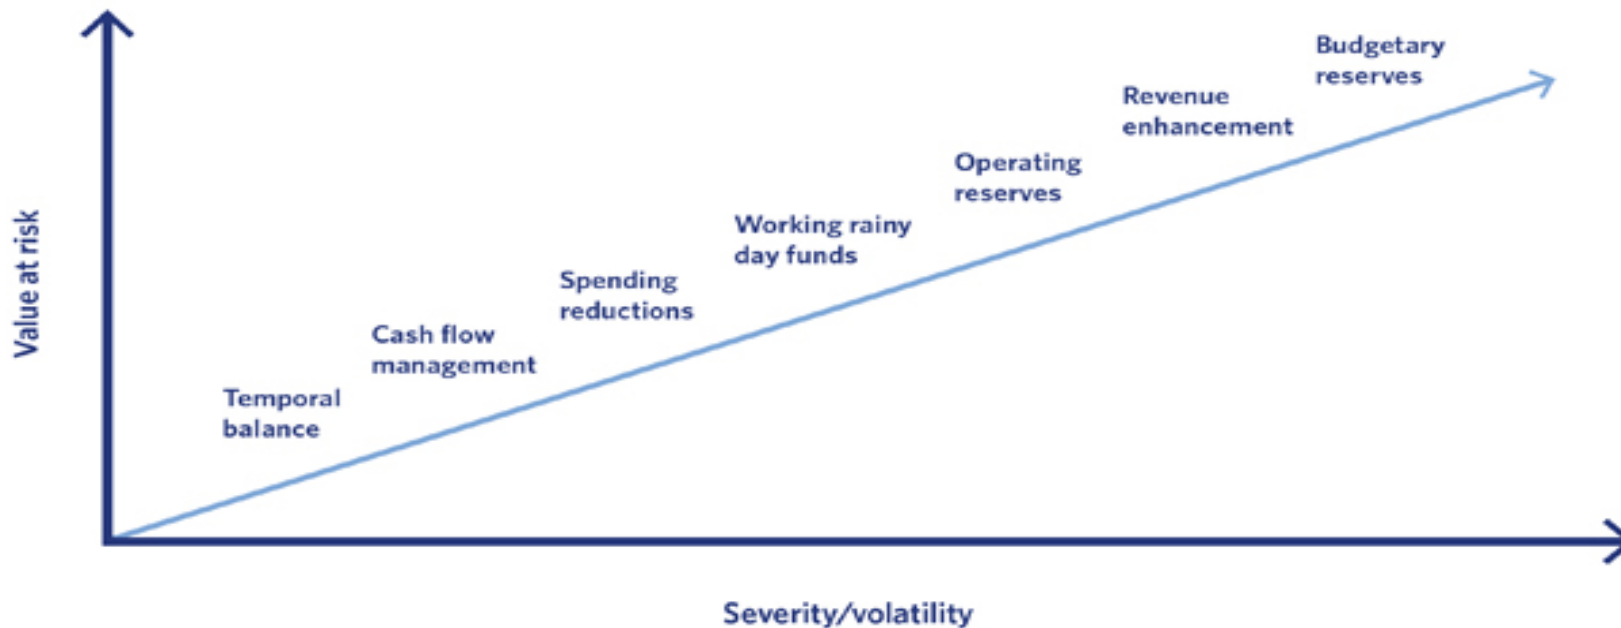 Budgetary
reserves
Revenue
enhancement
Operating
reserves
Working rainy
day funds
Spending
reductions
Cash flow
management
Temporal
balance
Value at risk
Severity/volatility